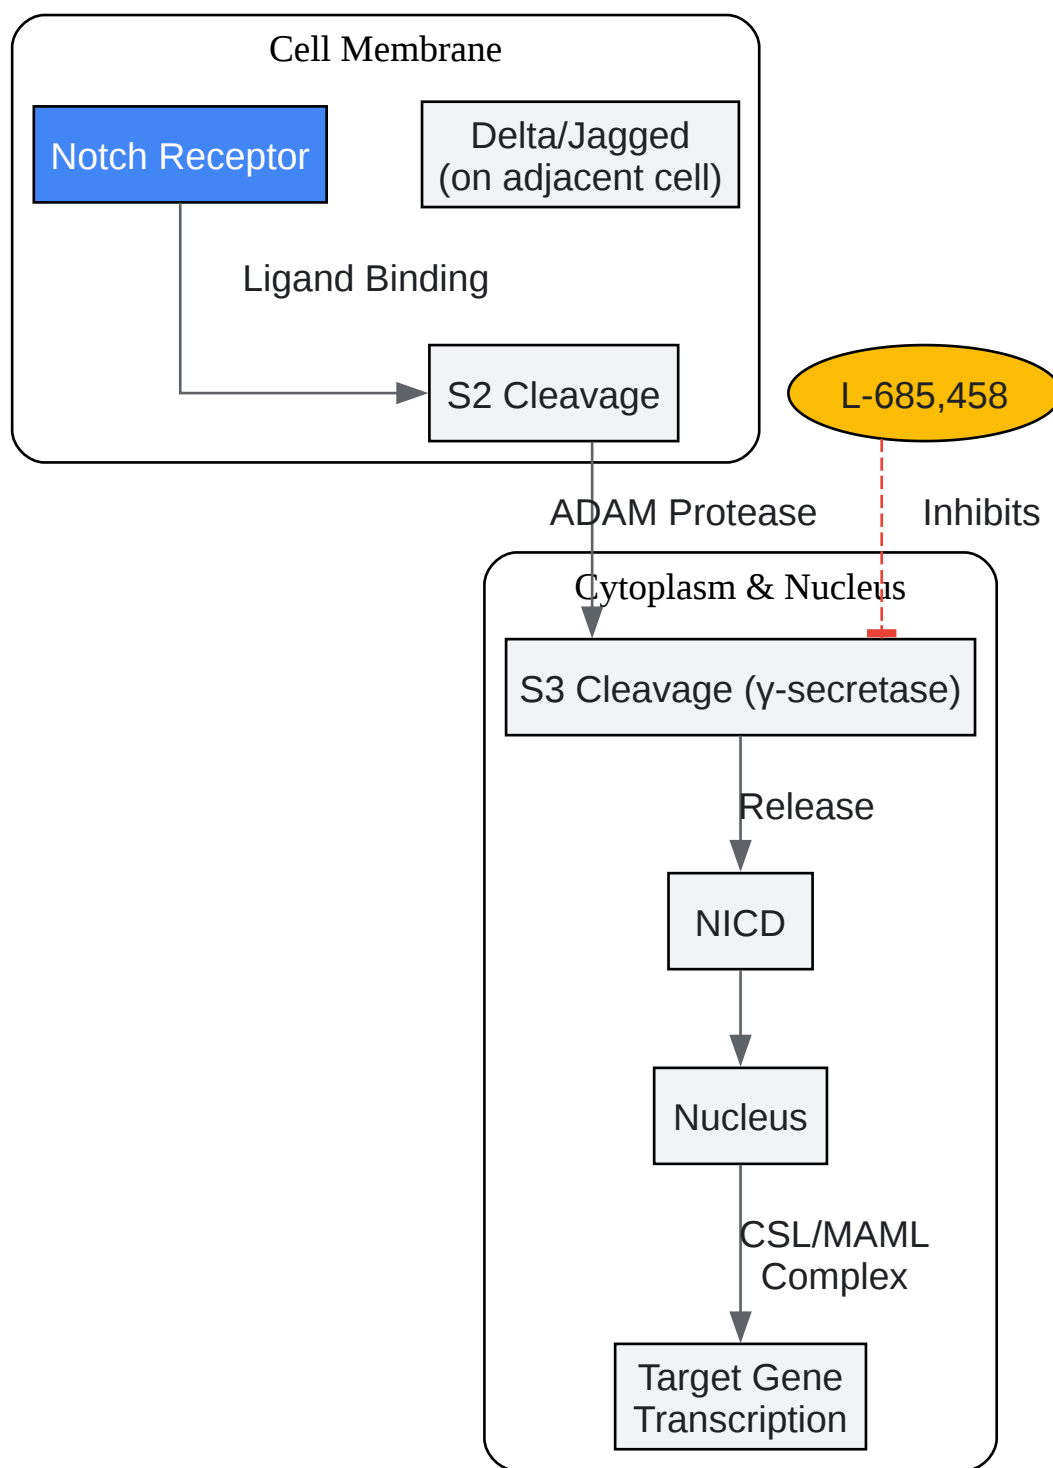 Cell Membrane
Notch Receptor
Delta/Jagged
(on adjacent cell)
Ligand Binding
S2 Cleavage
L-685,458
ADAM Protease
Inhibits
Cytoplasm & Nucleus
S3 Cleavage (γ-secretase)
Release
NICD
Nucleus
CSL/MAML
Complex
Target Gene
Transcription